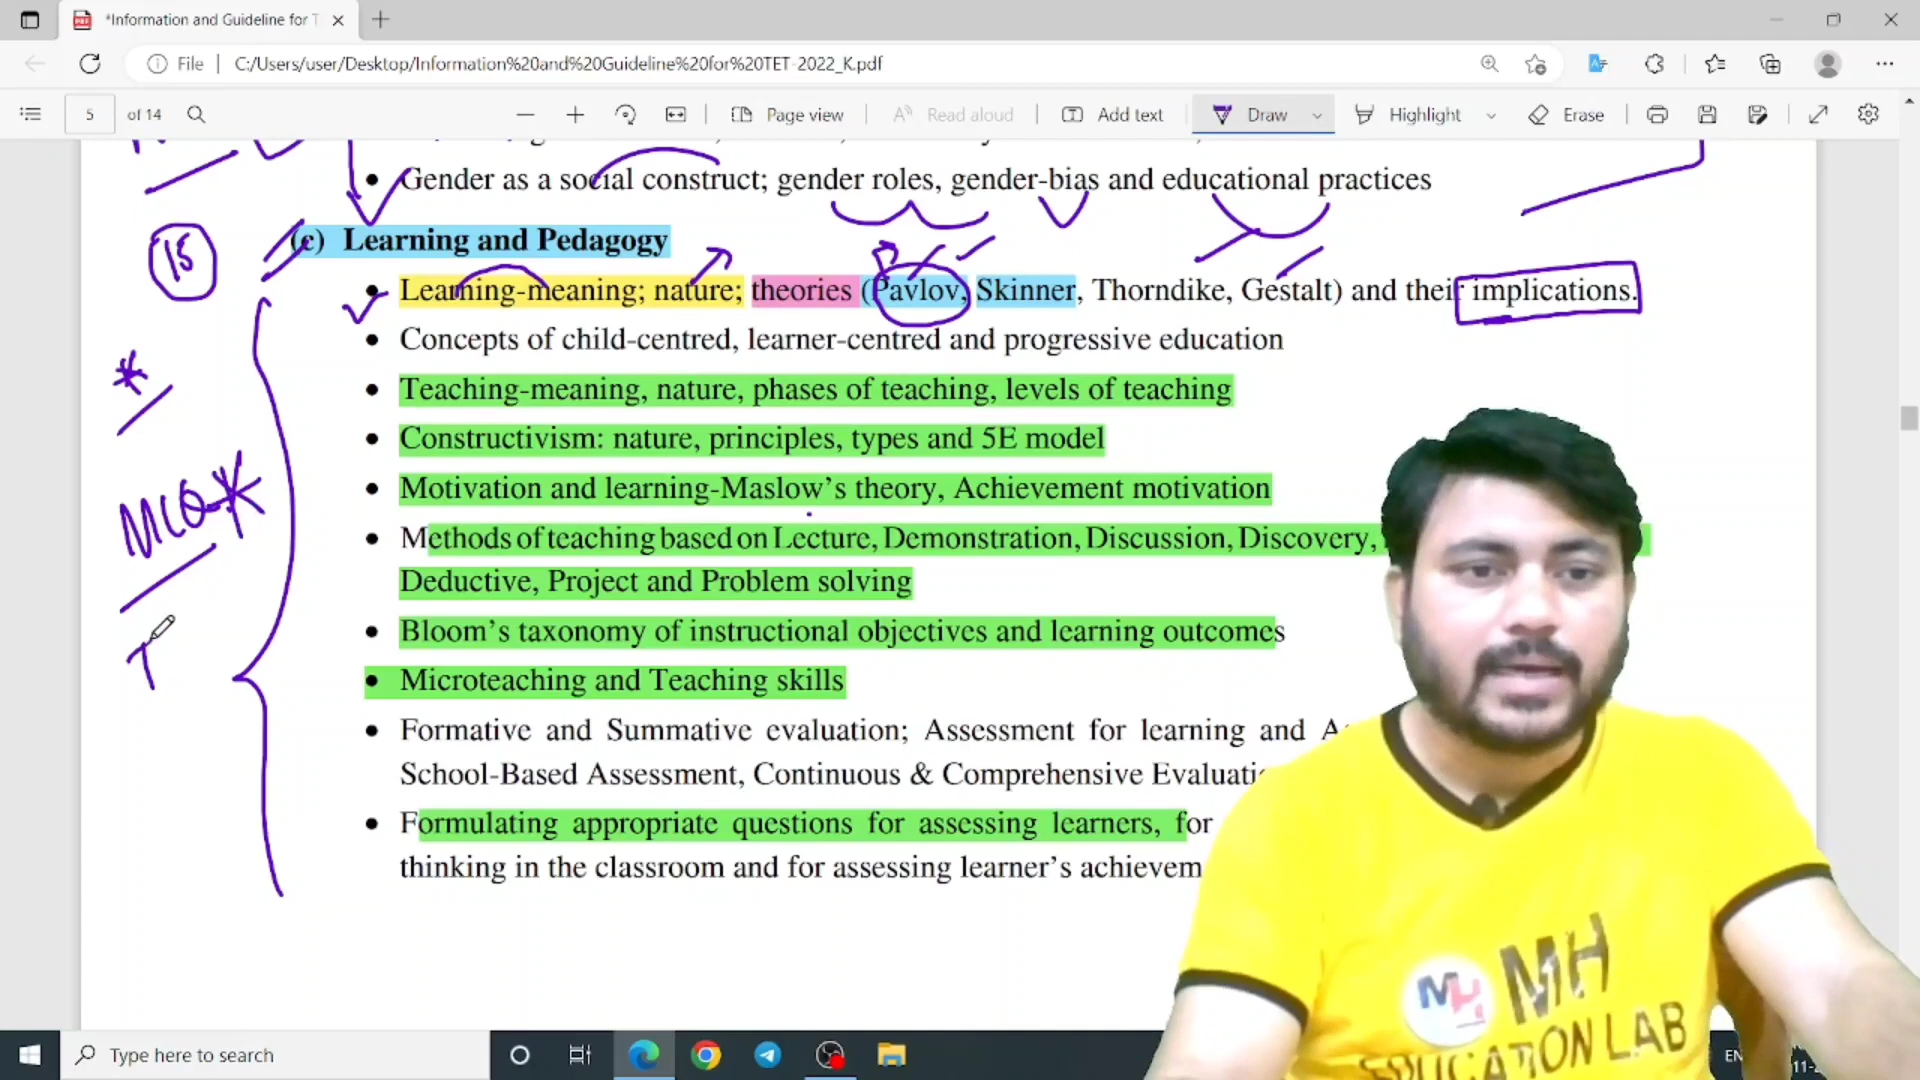 *Information and Guideline for T
File
C:/Users/user/Desktop/Information%20and%20Guideline%20for%20TET-2022_K.pdf
5 of 14
Page view
Read aloud
Add text
Draw
Highlight
Erase
• Gender as a social construct; gender roles, gender-bias and educational practices
15
(c) Learning and Pedagogy
• Learning-meaning; nature; theories (Pavlov, Skinner, Thorndike, Gestalt) and their implications.
• Concepts of child-centred, learner-centred and progressive education
*
• Teaching-meaning, nature, phases of teaching, levels of teaching
• Constructivism: nature, principles, types and 5E model
• Motivation and learning-Maslow's theory, Achievement motivation
MCQ
• Methods of teaching based on Lecture, Demonstration, Discussion, Discovery,
Deductive, Project and Problem solving
• Bloom's taxonomy of instructional objectives and learning outcomes
T
• Microteaching and Teaching skills
• Formative and Summative evaluation; Assessment for learning and
School-Based Assessment, Continuous & Comprehensive
• Formulating appropriate questions for assessing learners, for
thinking in the classroom and for assessing learner's
MH
MH
EDUCATION LAB
Type here to search
EN